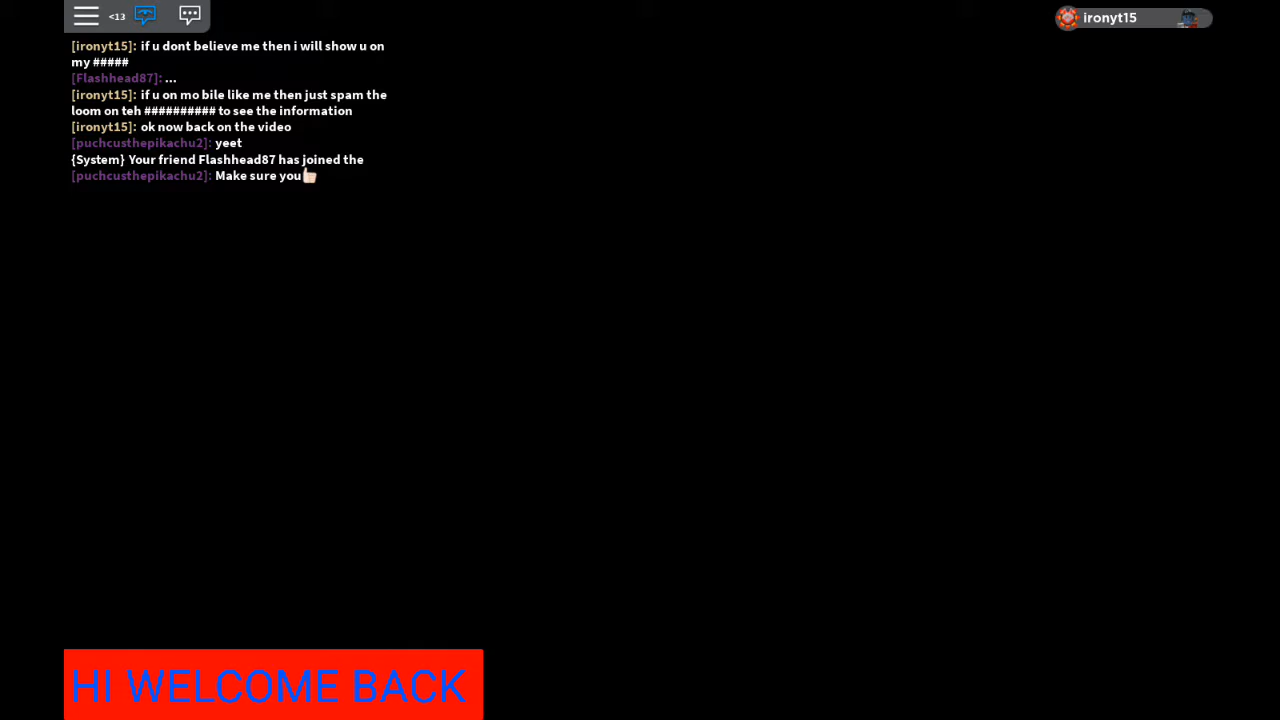 <13
ironyt15
[ironyt15]: if u dont believe me then i will show u on
my #####
[Flashhead87]: ...
[ironyt15]: if u on mo bile like me then just spam the
loom on teh ########## to see the information
[ironyt15]: ok now back on the video
[puchcusthepikachu2]: yeet
{System} Your friend Flashhead87 has joined the
[puchcusthepikachu2]: Make sure you👍🏻
HI WELCOME BACK